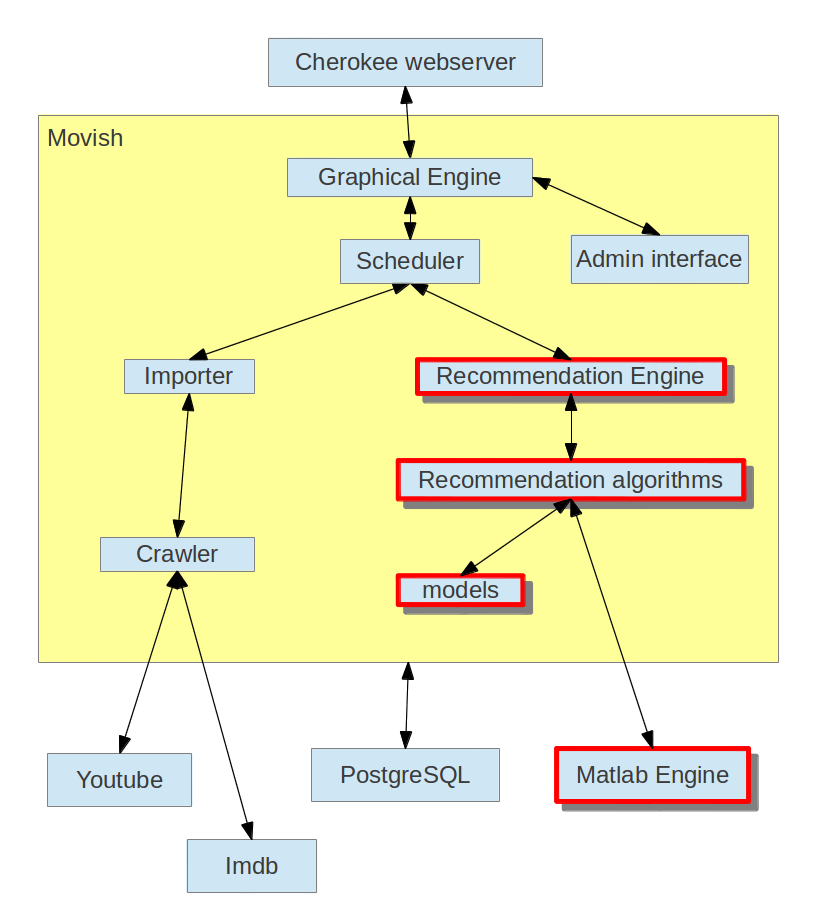 Cherokee webserver
Movish
Graphical Engine
Scheduler
Admin interface
Importer
Recommendation Engine
Recommendation algorithms
Crawler
models
Youtube
PostgreSQL
Matlab Engine
Imdb